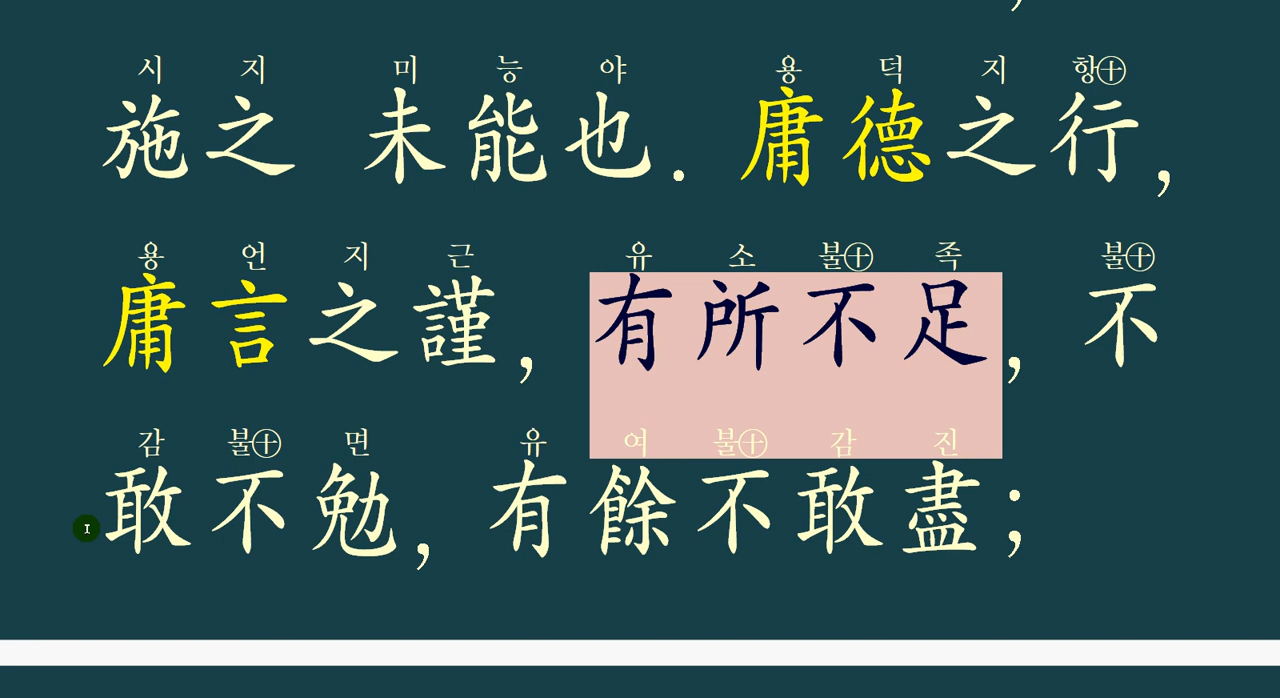 시 지 미 능 야 용 덕 지 항㊉
施之 未能也. 庸德之行,
용 언 지 근 유 소 불㊉ 족 불㊉
庸言之謹, 有所不足, 不
감 불㊉ 면 유 여 불㊉ 감 진
敢不勉, 有餘不敢盡;